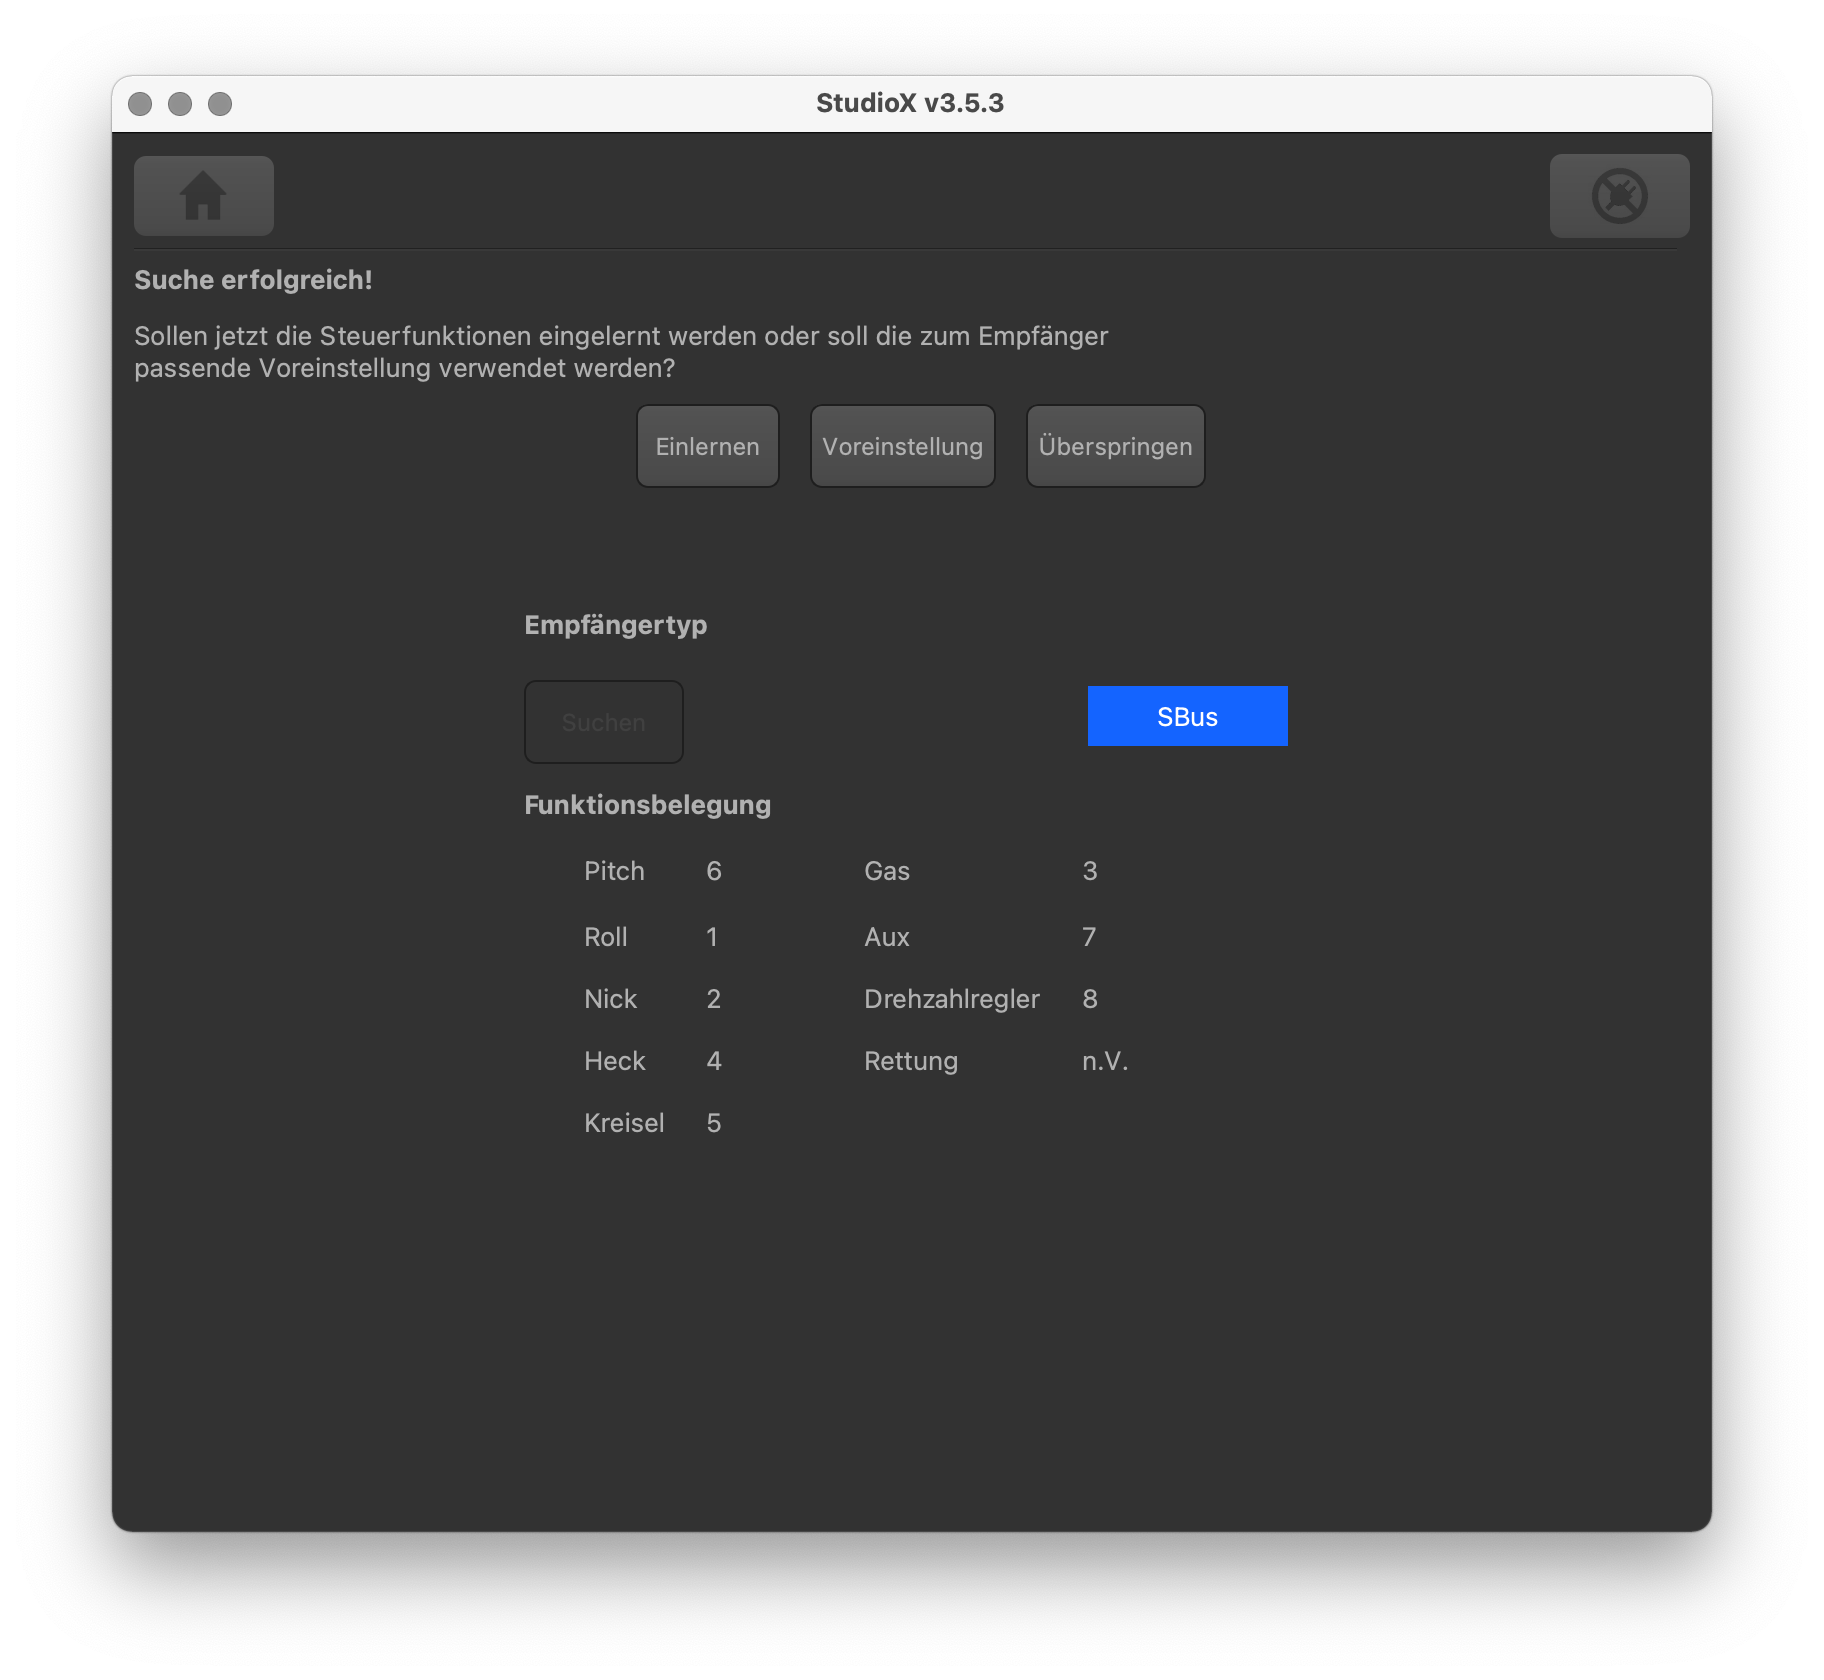 StudioX v3.5.3
Suche erfolgreich!
Sollen jetzt die Steuerfunktionen eingelernt werden oder soll die zum Empfänger
passende Voreinstellung verwendet werden?
Einlernen Voreinstellung Überspringen
Empfängertyp
Suchen SBus
Funktionsbelegung
Pitch 6 Gas 3
Roll 1 Aux 7
Nick 2 Drehzahlregler 8
Heck 4 Rettung n.V.
Kreisel 5